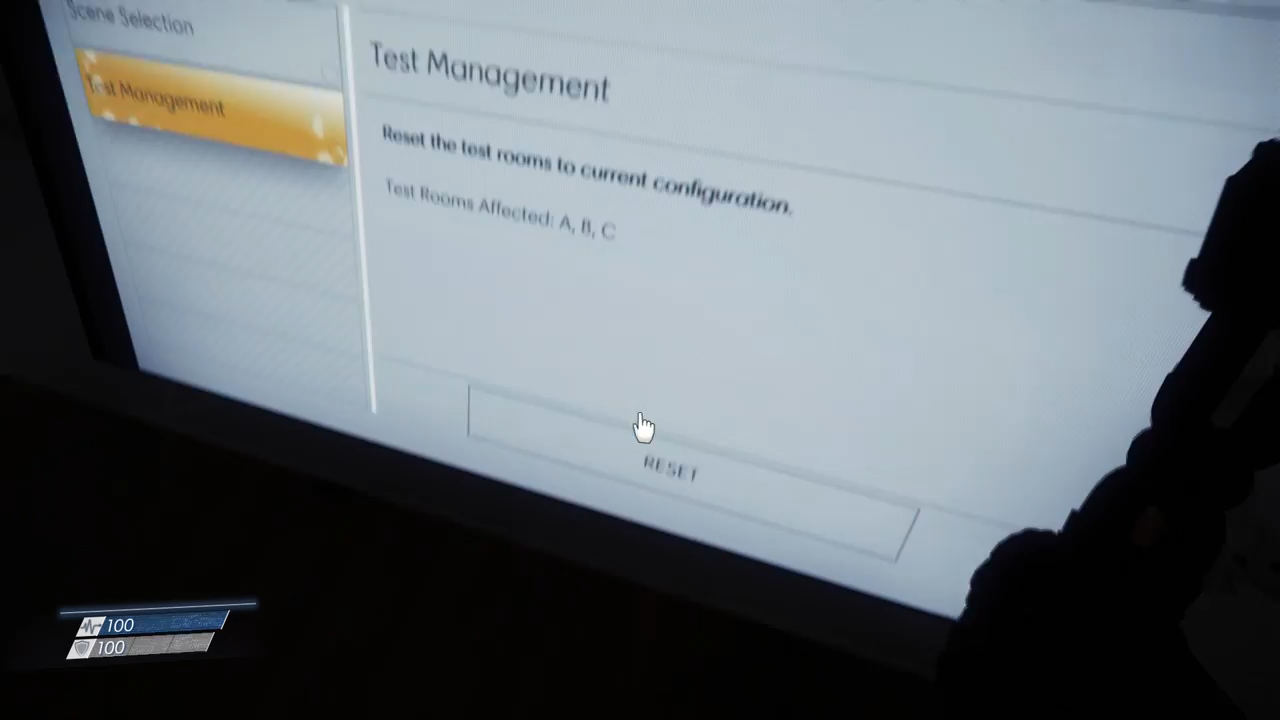 Scene Selection
Test Management
Test Management
Reset the test rooms to current configuration.
Test Rooms Affected: A, B, C
RESET
100
100